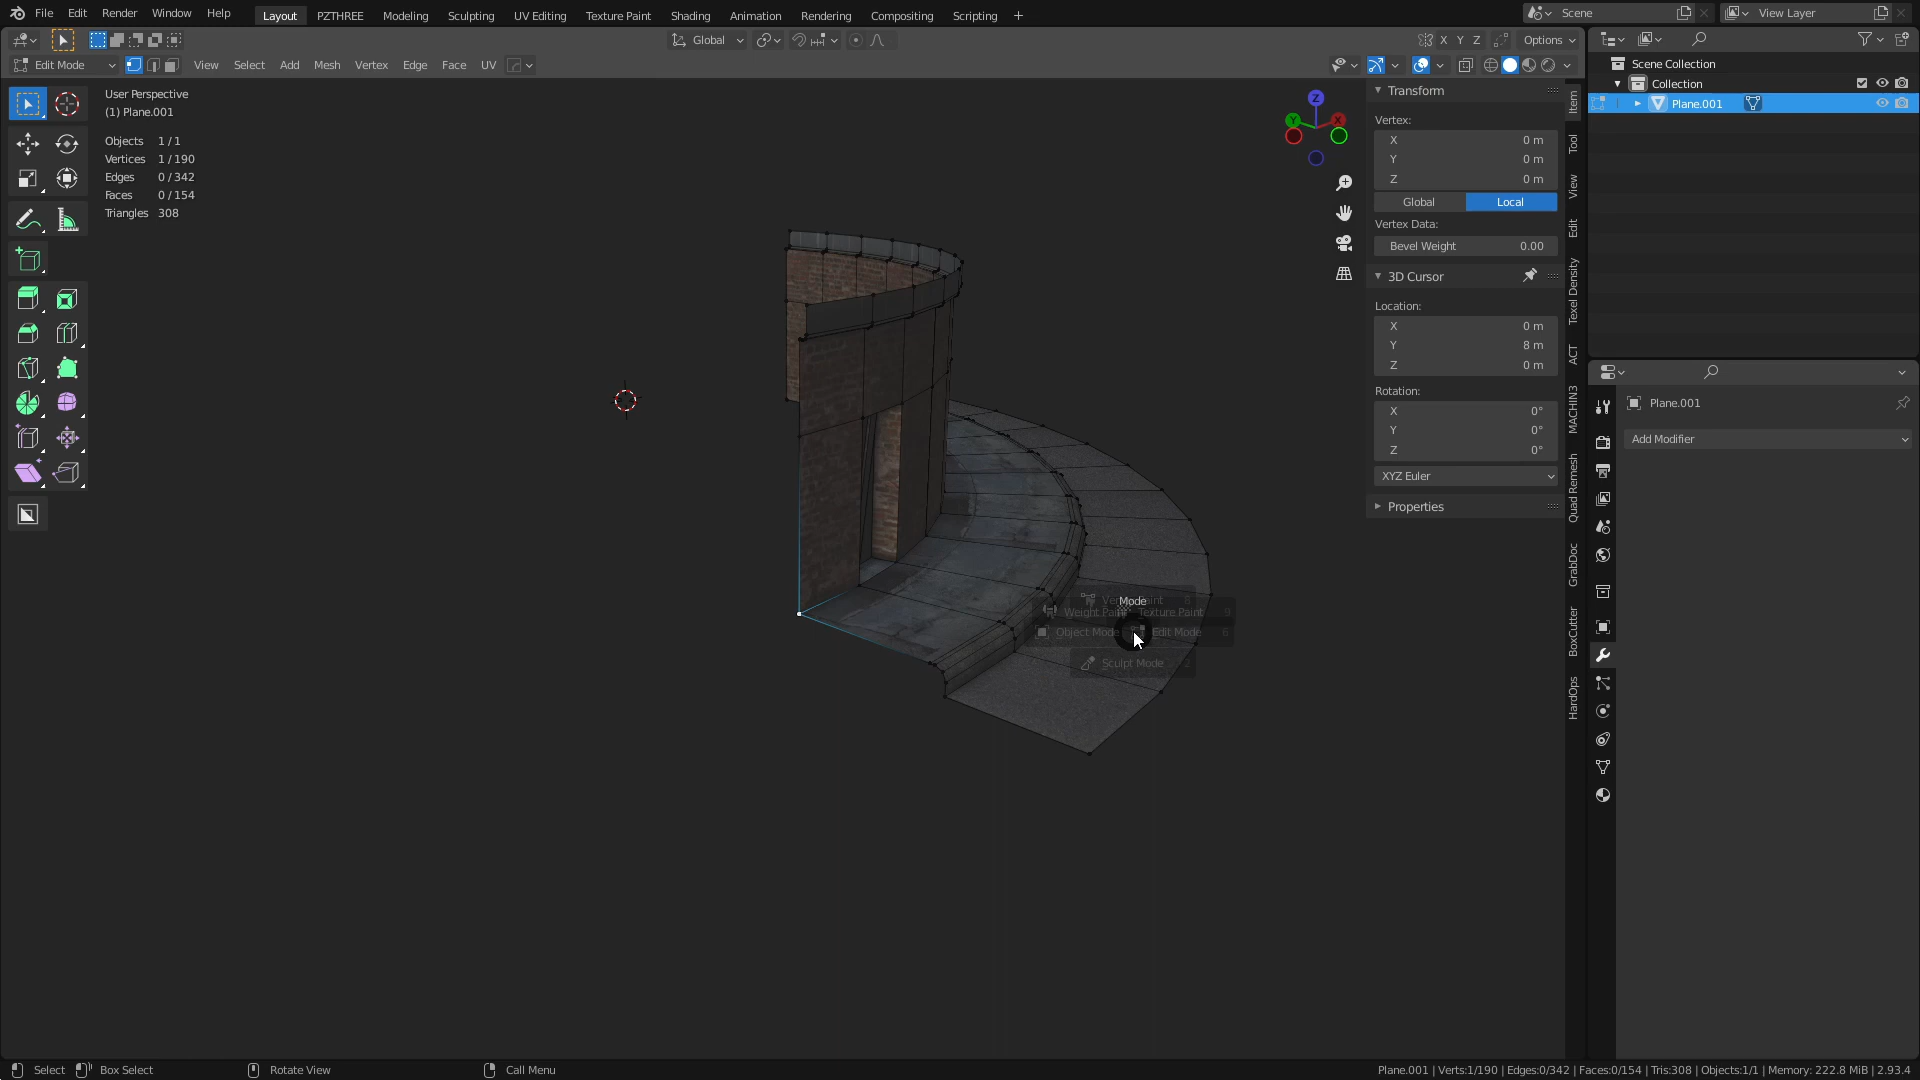 File Edit Render Window Help Layout PZTHREE Modeling Sculpting UV Editing Texture Paint Shading Animation Rendering Compositing Scripting + Scene View Layer
Global X Y Z Options
Edit Mode View Select Add Mesh Vertex Edge Face UV
User Perspective
(1) Plane.001
Objects 1 / 1
Vertices 1 / 190
Edges 0 / 342
Faces 0 / 154
Triangles 308
Z
Y
X
Mode
Weight Paint Texture Paint 9
Object Mode Edit Mode 6
Sculpt Mode
Transform
Vertex:
X 0 m
Y 0 m
Z 0 m
Global Local
Vertex Data:
Bevel Weight 0.00
3D Cursor
Location:
X 0 m
Y 8 m
Z 0 m
Rotation:
X 0°
Y 0°
Z 0°
XYZ Euler
Properties
Item
Tool
View
Edit
Texel Density
ACT
MACHIN3
Quad Remesh
GrabDoc
BoxCutter
HardOps
Scene Collection
Collection
Plane.001
Plane.001
Add Modifier
Select Box Select Rotate View Call Menu Plane.001 | Verts:1/190 | Edges:0/342 | Faces:0/154 | Tris:308 | Objects:1/1 | Memory: 222.8 MiB | 2.93.4